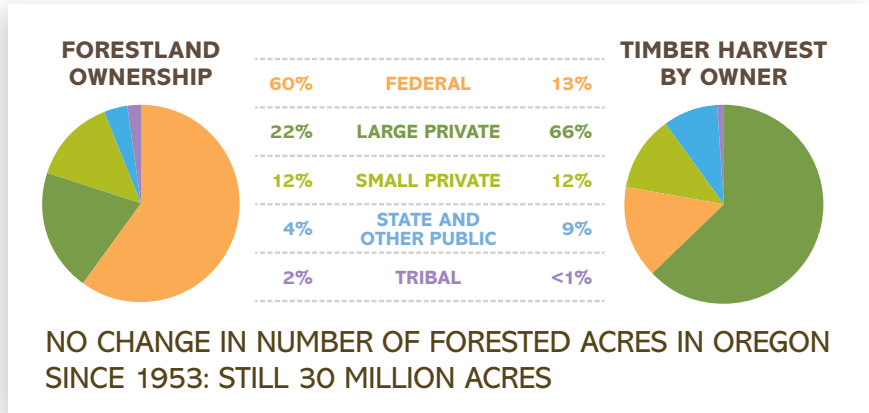 FORESTLAND
OWNERSHIP
TIMBER HARVEST
BY OWNER
60% FEDERAL 13%
22% LARGE PRIVATE 66%
12% SMALL PRIVATE 12%
4% STATE AND
OTHER PUBLIC 9%
2% TRIBAL <1%
NO CHANGE IN NUMBER OF FORESTED ACRES IN OREGON
SINCE 1953: STILL 30 MILLION ACRES